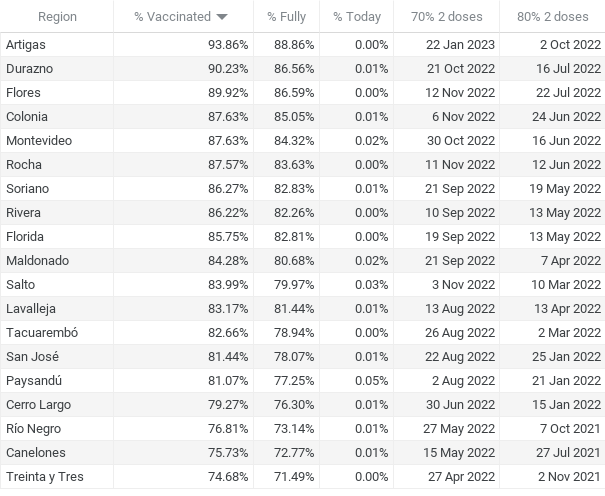 Region % Vaccinated % Fully % Today 70% 2 doses 80% 2 doses
Artigas 93.86% 88.86% 0.00% 22 Jan 2023 2 Oct 2022
Durazno 90.23% 86.56% 0.01% 21 Oct 2022 16 Jul 2022
Flores 89.92% 86.59% 0.00% 12 Nov 2022 22 Jul 2022
Colonia 87.63% 85.05% 0.01% 6 Nov 2022 24 Jun 2022
Montevideo 87.63% 84.32% 0.02% 30 Oct 2022 16 Jun 2022
Rocha 87.57% 83.63% 0.00% 11 Nov 2022 12 Jun 2022
Soriano 86.27% 82.83% 0.01% 21 Sep 2022 19 May 2022
Rivera 86.22% 82.26% 0.00% 10 Sep 2022 13 May 2022
Florida 85.75% 82.81% 0.00% 19 Sep 2022 13 May 2022
Maldonado 84.28% 80.68% 0.02% 21 Sep 2022 7 Apr 2022
Salto 83.99% 79.97% 0.03% 3 Nov 2022 10 Mar 2022
Lavalleja 83.17% 81.44% 0.01% 13 Aug 2022 13 Apr 2022
Tacuarembó 82.66% 78.94% 0.00% 26 Aug 2022 2 Mar 2022
San José 81.44% 78.07% 0.01% 22 Aug 2022 25 Jan 2022
Paysandú 81.07% 77.25% 0.05% 2 Aug 2022 21 Jan 2022
Cerro Largo 79.27% 76.30% 0.01% 30 Jun 2022 15 Jan 2022
Río Negro 76.81% 73.14% 0.01% 27 May 2022 7 Oct 2021
Canelones 75.73% 72.77% 0.01% 15 May 2022 27 Jul 2021
Treinta y Tres 74.68% 71.49% 0.00% 27 Apr 2022 2 Nov 2021